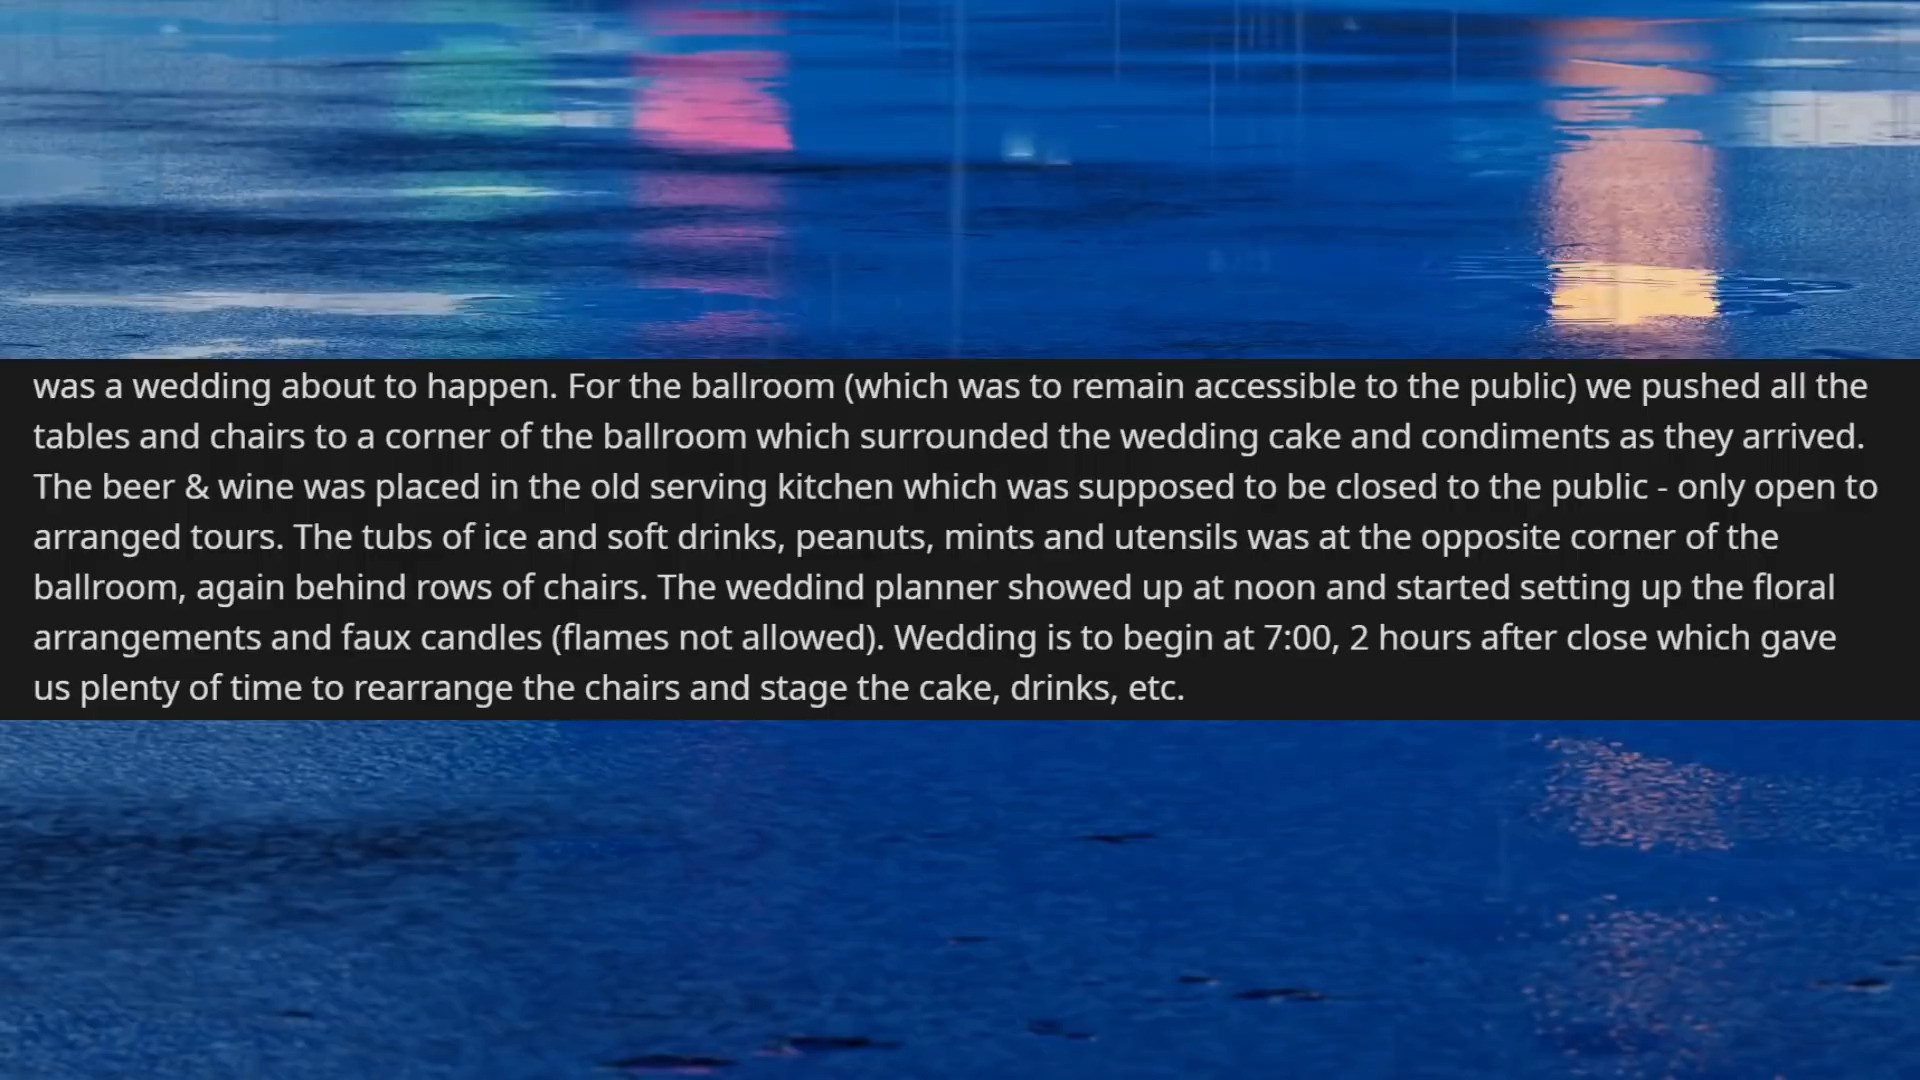 was a wedding about to happen. For the ballroom (which was to remain accessible to the public) we pushed all the
tables and chairs to a corner of the ballroom which surrounded the wedding cake and condiments as they arrived.
The beer & wine was placed in the old serving kitchen which was supposed to be closed to the public - only open to
arranged tours. The tubs of ice and soft drinks, peanuts, mints and utensils was at the opposite corner of the
ballroom, again behind rows of chairs. The weddind planner showed up at noon and started setting up the floral
arrangements and faux candles (flames not allowed). Wedding is to begin at 7:00, 2 hours after close which gave
us plenty of time to rearrange the chairs and stage the cake, drinks, etc.